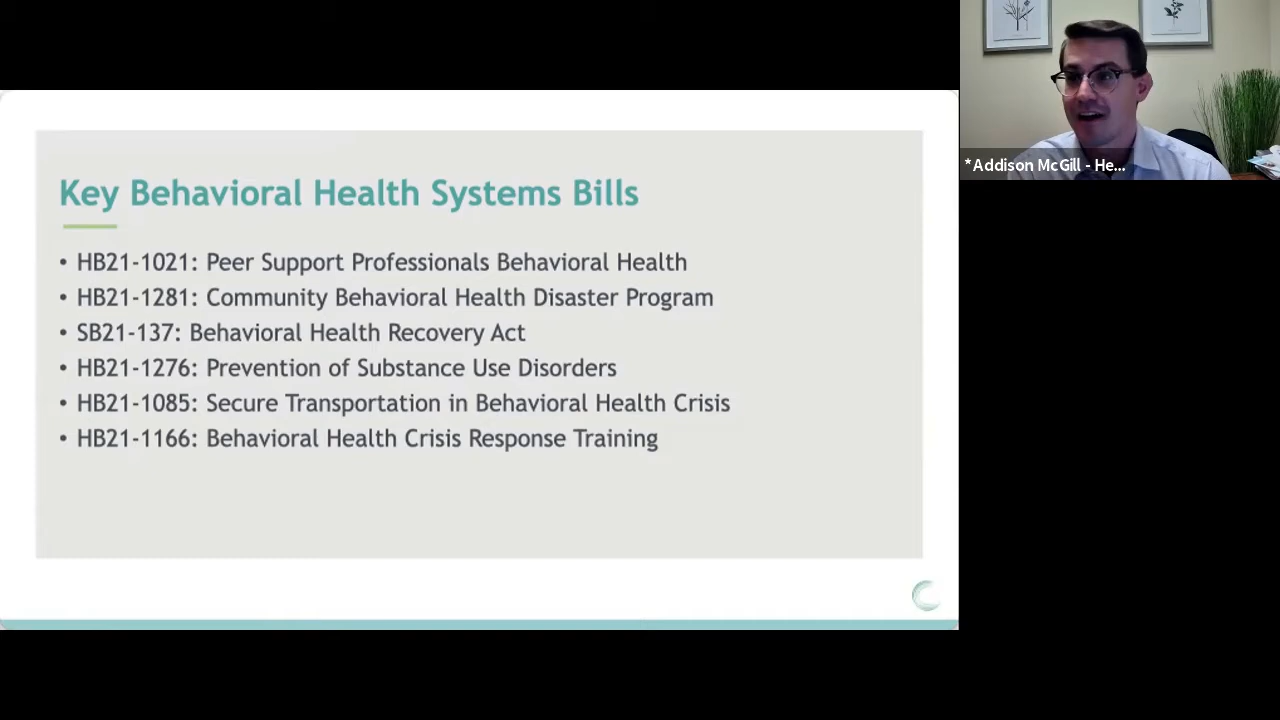 Key Behavioral Health Systems Bills
• HB21-1021: Peer Support Professionals Behavioral Health
• HB21-1281: Community Behavioral Health Disaster Program
• SB21-137: Behavioral Health Recovery Act
• HB21-1276: Prevention of Substance Use Disorders
• HB21-1085: Secure Transportation in Behavioral Health Crisis
• HB21-1166: Behavioral Health Crisis Response Training
*Addison McGill - He...